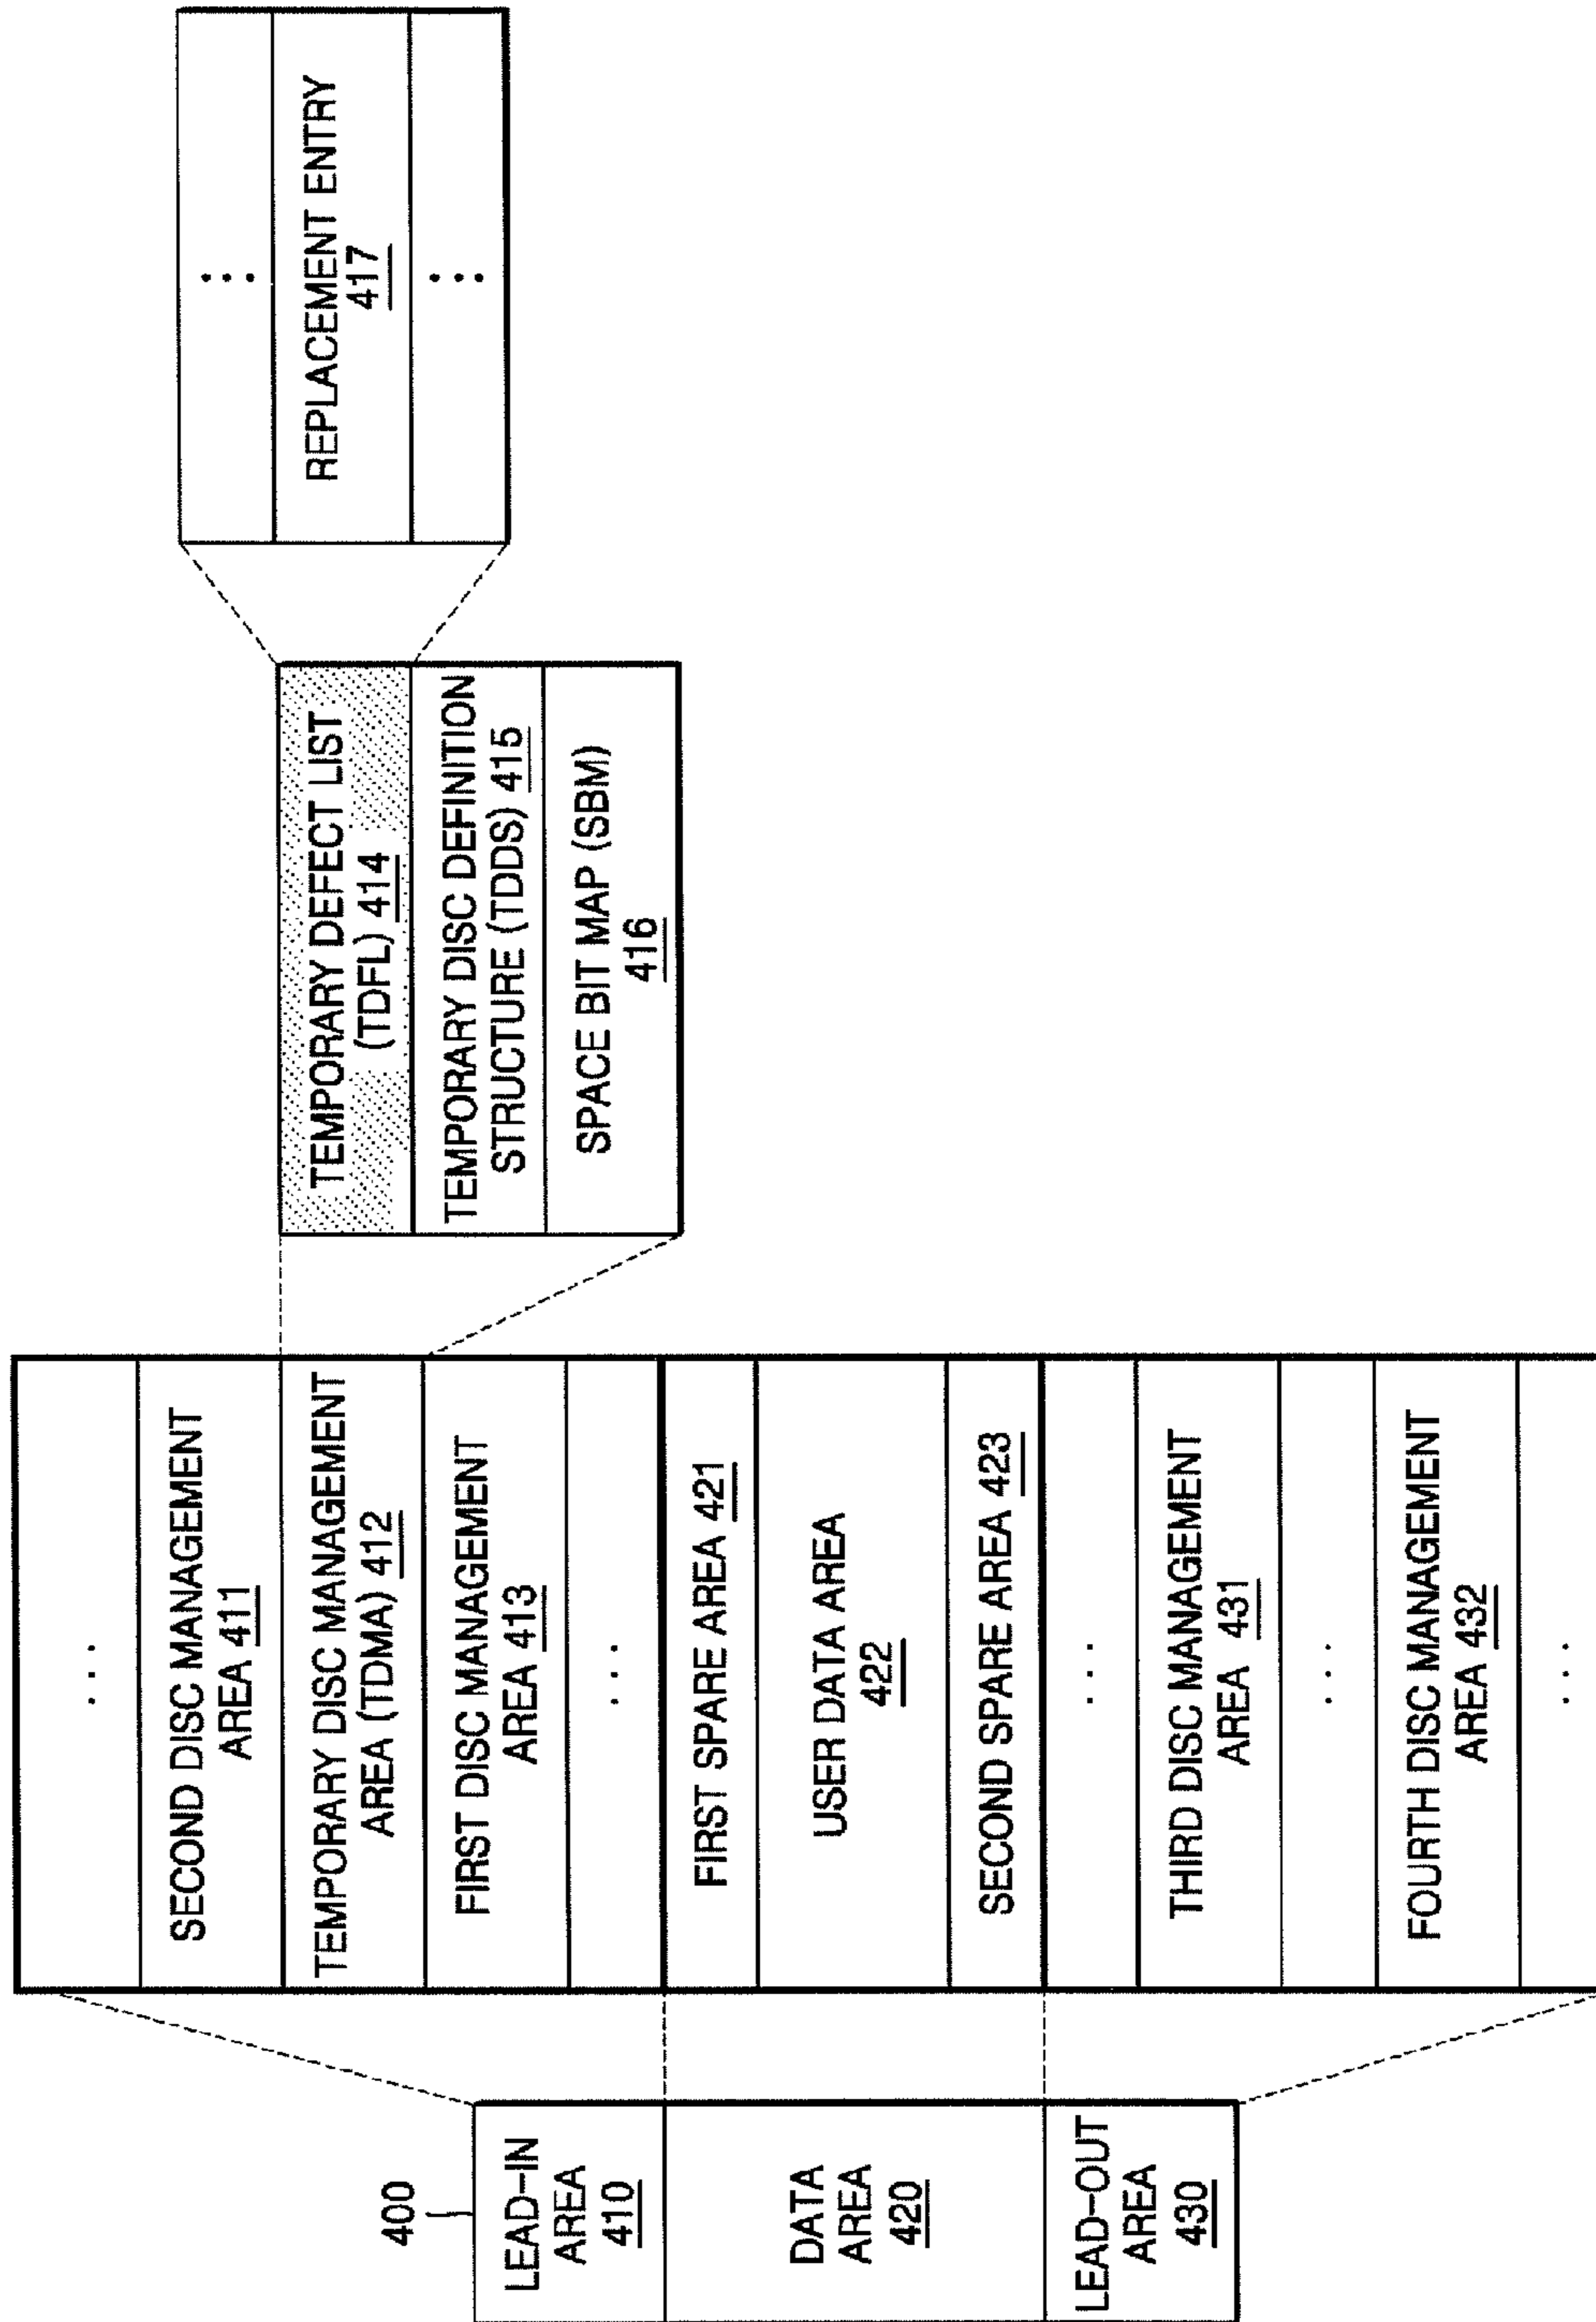 400
LEAD-IN
AREA
410
DATA
AREA
420
LEAD-OUT
AREA
430
...
SECOND DISC MANAGEMENT
AREA 411
TEMPORARY DISC MANAGEMENT
AREA (TDMA) 412
FIRST DISC MANAGEMENT
AREA 413
...
FIRST SPARE AREA 421
USER DATA AREA
422
SECOND SPARE AREA 423
...
THIRD DISC MANAGEMENT
AREA 431
...
FOURTH DISC MANAGEMENT
AREA 432
...
TEMPORARY DEFECT LIST
(TDFL) 414
TEMPORARY DISC DEFINITION
STRUCTURE (TDDS) 415
SPACE BIT MAP (SBM)
416
...
REPLACEMENT ENTRY
417
...